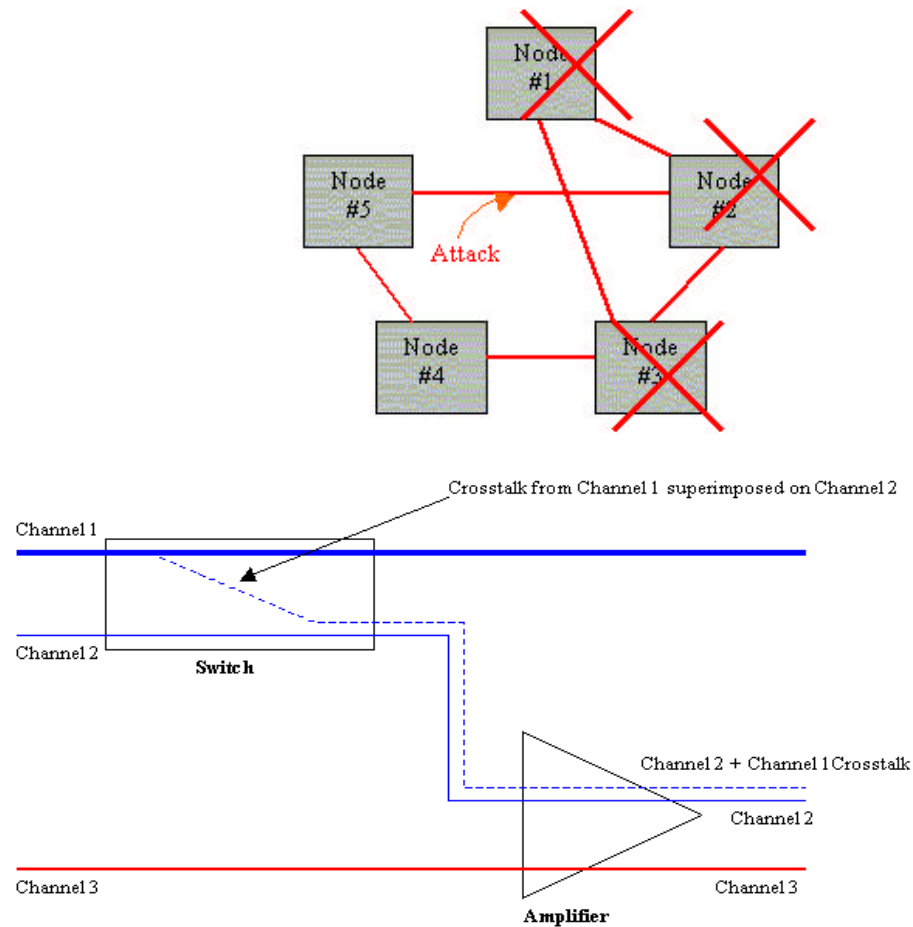 Node
#1
Node
#5
Node
#2
Attack
Node
#4
Node
#3
Crosstalk from Channel 1 superimposed on Channel 2
Channel 1
Channel 2
Switch
Channel 2 + Channel 1 Crosstalk
Channel 2
Channel 3
Channel 3
Amplifier